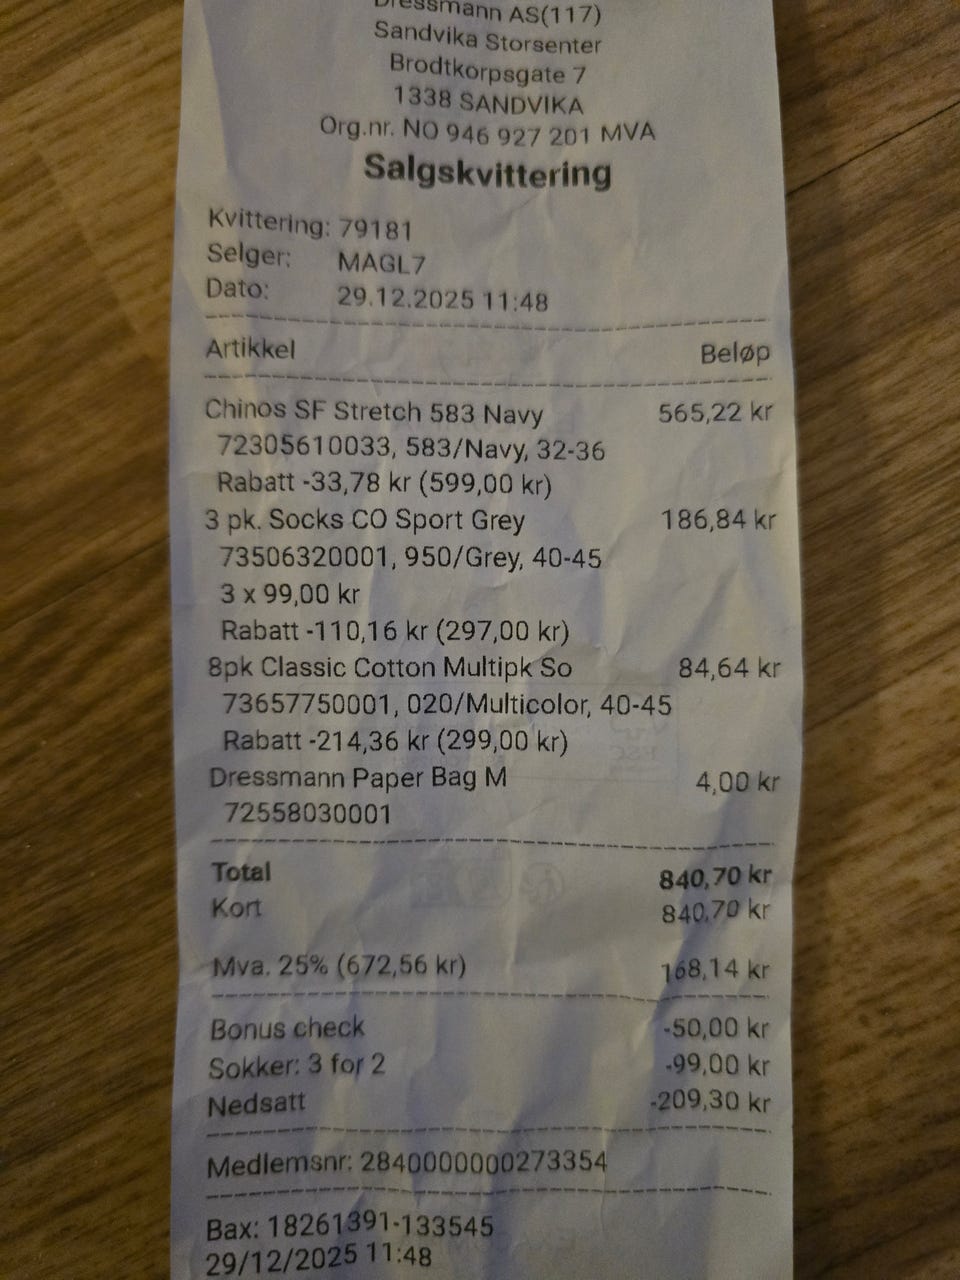 Dressmann AS(117)
Sandvika Storsenter
Brodtkorpsgate 7
1338 SANDVIKA
Org.nr. NO 946 927 201 MVA
Salgskvittering
Kvittering: 79181
Selger: MAGL7
Dato: 29.12.2025 11:48
Artikkel Beløp
Chinos SF Stretch 583 Navy 565,22 kr
72305610033, 583/Navy, 32-36
Rabatt -33,78 kr (599,00 kr)
3 pk. Socks CO Sport Grey 186,84 kr
73506320001, 950/Grey, 40-45
3 x 99,00 kr
Rabatt -110,16 kr (297,00 kr)
8pk Classic Cotton Multipk So 84,64 kr
73657750001, 020/Multicolor, 40-45
Rabatt -214,36 kr (299,00 kr)
Dressmann Paper Bag M 4,00 kr
72558030001
Total 840,70 kr
Kort 840,70 kr
Mva. 25% (672,56 kr) 168,14 kr
Bonus check -50,00 kr
Sokker: 3 for 2 -99,00 kr
Nedsatt -209,30 kr
Medlemsnr: 2840000000273354
Bax: 18261391-133545
29/12/2025 11:48